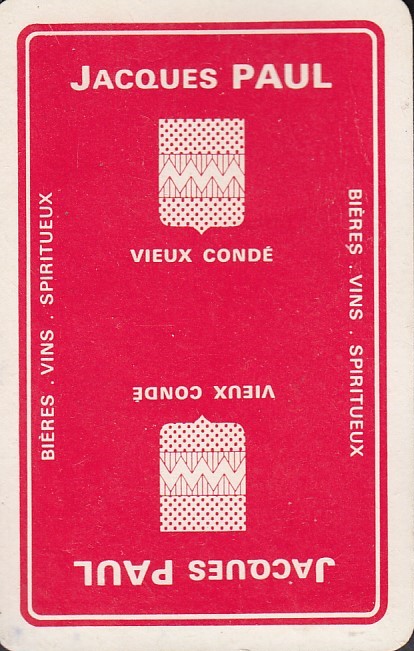 JACQUES PAUL
VIEUX CONDÉ
BIÈRES . VINS . SPIRITUEUX
BIÈRES . VINS . SPIRITUEUX
VIEUX CONDÉ
JACQUES PAUL